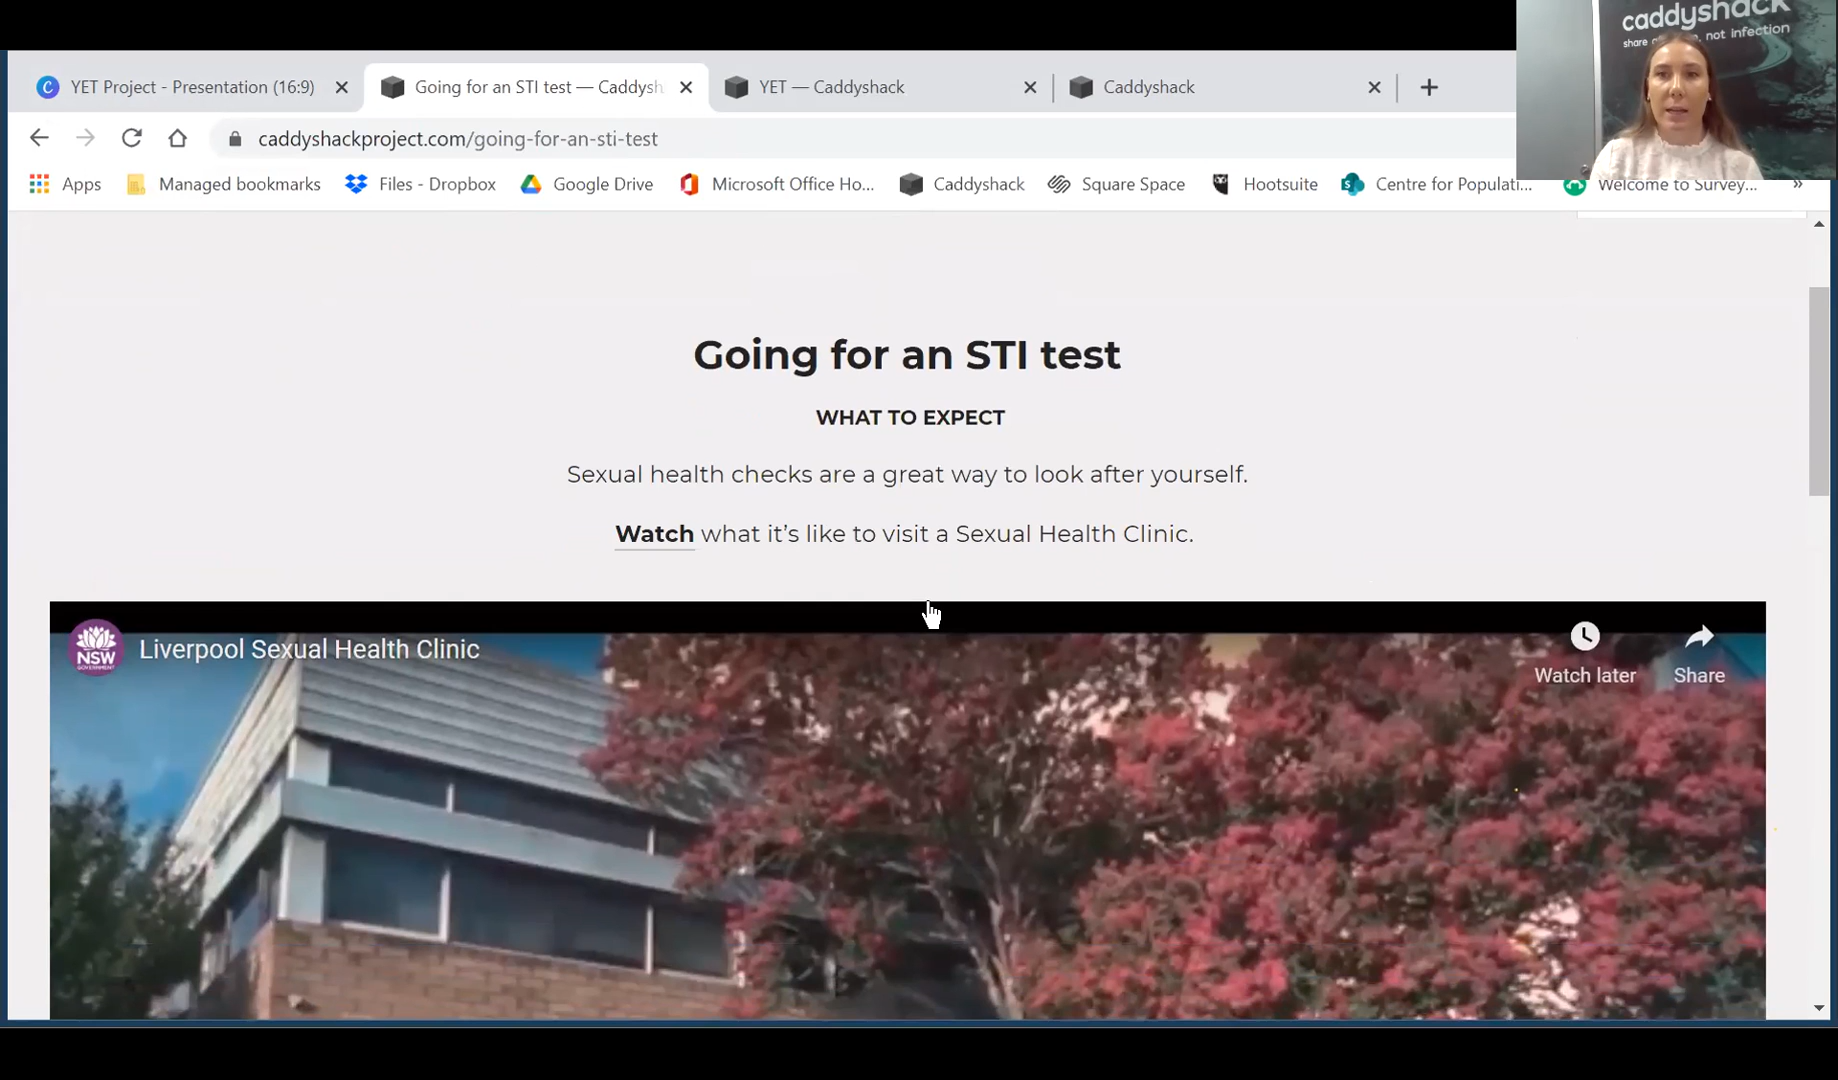 caddyshack
share, not infection
YET Project - Presentation (16:9)
Going for an STI test — Caddysh
YET — Caddyshack
Caddyshack
caddyshackproject.com/going-for-an-sti-test
Apps
Managed bookmarks
Files - Dropbox
Google Drive
Microsoft Office Ho...
Caddyshack
Square Space
Hootsuite
Centre for Populati...
Welcome to Survey...
Going for an STI test
WHAT TO EXPECT
Sexual health checks are a great way to look after yourself.
Watch what it's like to visit a Sexual Health Clinic.
NSW
GOVERNMENT
Liverpool Sexual Health Clinic
Watch later
Share